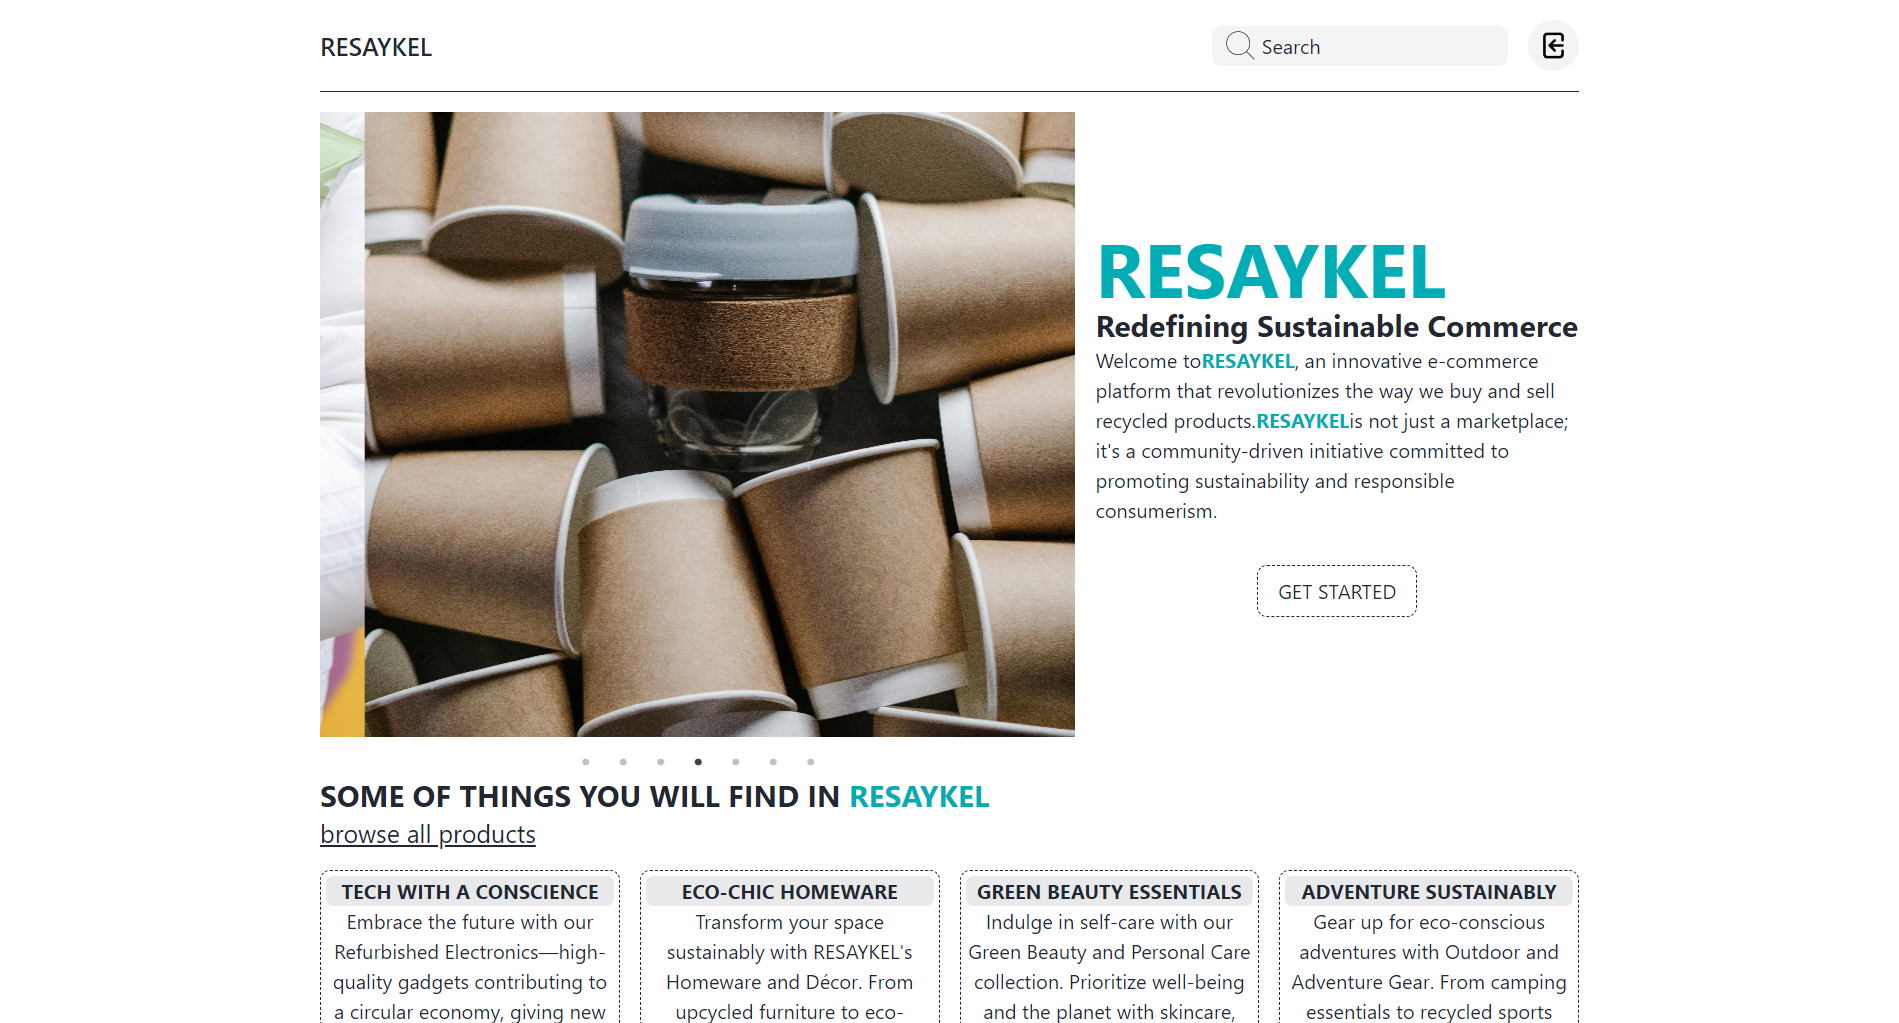 RESAYKEL
Search
RESAYKEL
Redefining Sustainable Commerce
Welcome toRESAYKEL, an innovative e-commerce
platform that revolutionizes the way we buy and sell
recycled products.RESAYKELis not just a marketplace;
it's a community-driven initiative committed to
promoting sustainability and responsible
consumerism.
GET STARTED
SOME OF THINGS YOU WILL FIND IN RESAYKEL
browse all products
TECH WITH A CONSCIENCE
Embrace the future with our
Refurbished Electronics—high-
quality gadgets contributing to
a circular economy, giving new
ECO-CHIC HOMEWARE
Transform your space
sustainably with RESAYKEL's
Homeware and Décor. From
upcycled furniture to eco-
GREEN BEAUTY ESSENTIALS
Indulge in self-care with our
Green Beauty and Personal Care
collection. Prioritize well-being
and the planet with skincare,
ADVENTURE SUSTAINABLY
Gear up for eco-conscious
adventures with Outdoor and
Adventure Gear. From camping
essentials to recycled sports